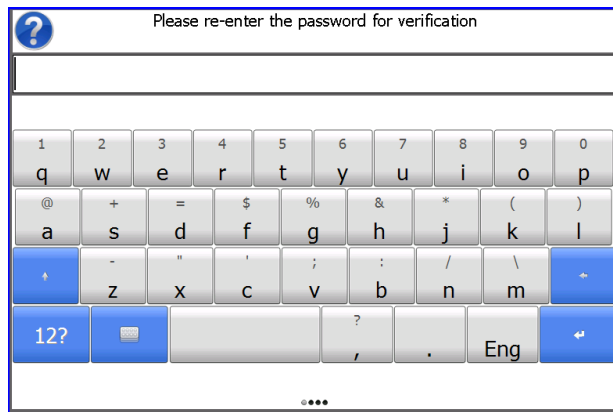 Please re-enter the password for verification
1 2 3 4 5 6 7 8 9 0
q w e r t y u i o p
@ + = $ % & * ( )
a s d f g h j k l
- " ' ; : / \
z x c v b n m
?
12? , . Eng